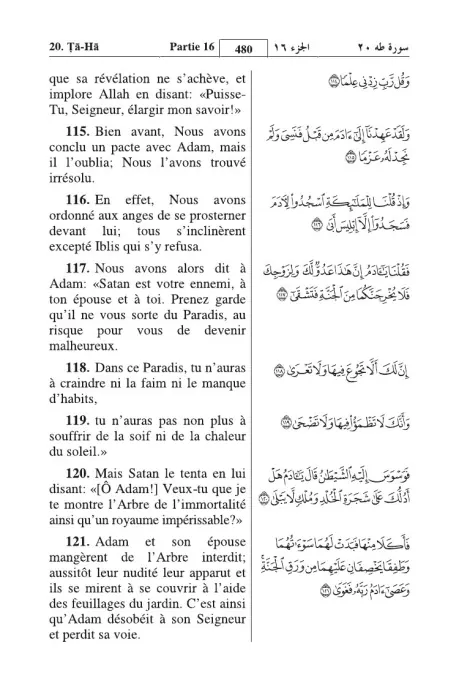 20. Ṭā-Hā Partie 16 480 الجزء ١٦ سورة طه ٢٠
que sa révélation ne s'achève, et
implore Allah en disant: «Puisse-
Tu, Seigneur, élargir mon savoir!»
115. Bien avant, Nous avons
conclu un pacte avec Adam, mais
il l'oublia; Nous l'avons trouvé
irrésolu.
116. En effet, Nous avons
ordonné aux anges de se prosterner
devant lui; tous s'inclinèrent
excepté Iblis qui s'y refusa.
117. Nous avons alors dit à
Adam: «Satan est votre ennemi, à
ton épouse et à toi. Prenez garde
qu'il ne vous sorte du Paradis, au
risque pour vous de devenir
malheureux.
118. Dans ce Paradis, tu n'auras
à craindre ni la faim ni le manque
d'habits,
119. tu n'auras pas non plus à
souffrir de la soif ni de la chaleur
du soleil.»
120. Mais Satan le tenta en lui
disant: «[Ô Adam!] Veux-tu que je
te montre l'Arbre de l'immortalité
ainsi qu'un royaume impérissable?»
121. Adam et son épouse
mangèrent de l'Arbre interdit;
aussitôt leur nudité leur apparut et
ils se mirent à se couvrir à l'aide
des feuillages du jardin. C'est ainsi
qu'Adam désobéit à son Seigneur
et perdit sa voie.
وَقُل رَّبِّ زِدْنِي عِلْمًا ﴿١١٤﴾
وَلَقَدْ عَهِدْنَآ إِلَىٰٓ ءَادَمَ مِن قَبْلُ فَنَسِيَ وَلَمْ
نَجِدْ لَهُۥ عَزْمًا ﴿١١٥﴾
وَإِذْ قُلْنَا لِلْمَلَـٰٓئِكَةِ ٱسْجُدُوا۟ لِـَٔادَمَ
فَسَجَدُوٓا۟ إِلَّآ إِبْلِيسَ أَبَىٰ ﴿١١٦﴾
فَقُلْنَا يَـٰٓـَٔادَمُ إِنَّ هَـٰذَا عَدُوٌّ لَّكَ وَلِزَوْجِكَ
فَلَا يُخْرِجَنَّكُمَا مِنَ ٱلْجَنَّةِ فَتَشْقَىٰٓ ﴿١١٧﴾
إِنَّ لَكَ أَلَّا تَجُوعَ فِيهَا وَلَا تَعْرَىٰ ﴿١١٨﴾
وَأَنَّكَ لَا تَظْمَؤُا۟ فِيهَا وَلَا تَضْحَىٰ ﴿١١٩﴾
فَوَسْوَسَ إِلَيْهِ ٱلشَّيْطَـٰنُ قَالَ يَـٰٓـَٔادَمُ هَلْ
أَدُلُّكَ عَلَىٰ شَجَرَةِ ٱلْخُلْدِ وَمُلْكٍ لَّا يَبْلَىٰ ﴿١٢٠﴾
فَأَكَلَا مِنْهَا فَبَدَتْ لَهُمَا سَوْءَٰتُهُمَا
وَطَفِقَا يَخْصِفَانِ عَلَيْهِمَا مِن وَرَقِ ٱلْجَنَّةِ ۚ
وَعَصَىٰٓ ءَادَمُ رَبَّهُۥ فَغَوَىٰ ﴿١٢١﴾